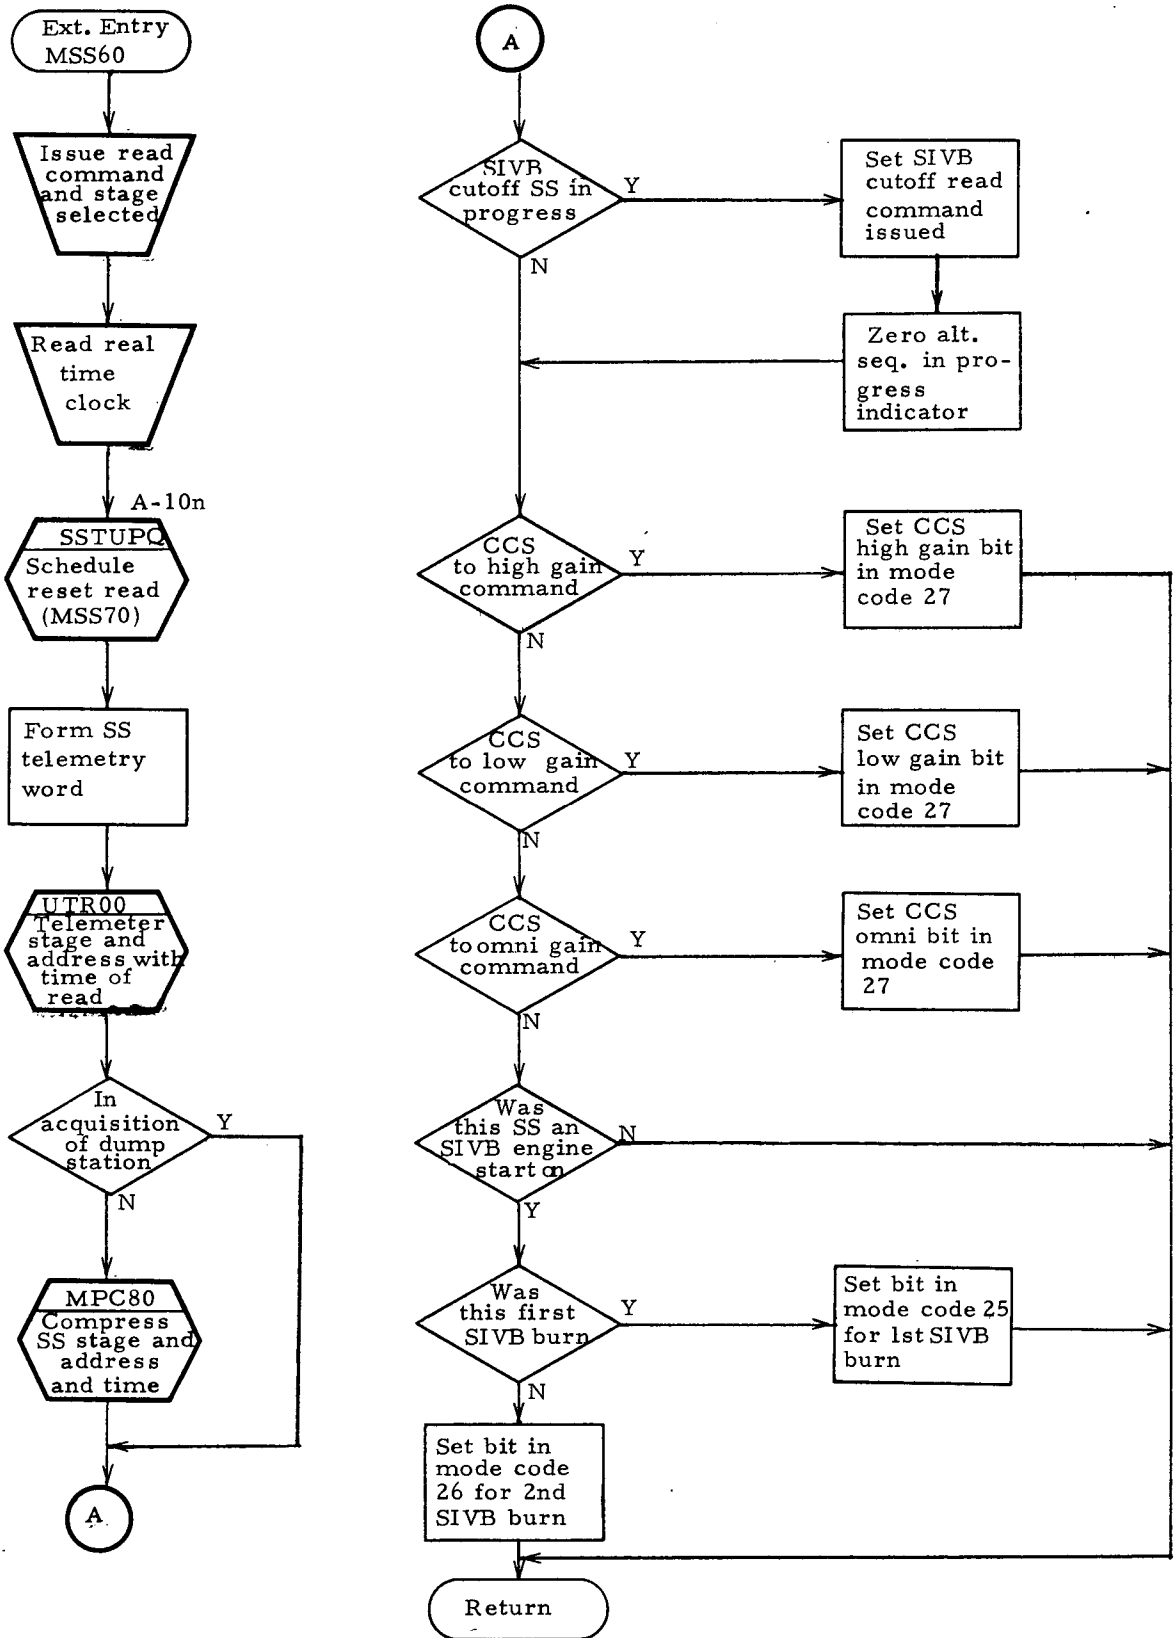 Ext. Entry
MSS60
Issue read
command
and stage
selected
Read real
time
clock
A-10n
SSTUPQ
Schedule
reset read
(MSS70)
Form SS
telemetry
word
UTR00
Telemeter
stage and
address with
time of
read
In
acquisition
of dump
station
Y
N
MPC80
Compress
SS stage and
address
and time
A
A
SIVB
cutoff SS in
progress
Y
N
Set SIVB
cutoff read
command
issued
Zero alt.
seq. in pro-
gress
indicator
CCS
to high gain
command
Y
N
Set CCS
high gain bit
in mode
code 27
CCS
to low gain
command
Y
N
Set CCS
low gain bit
in mode
code 27
CCS
to omni gain
command
Y
N
Set CCS
omni bit in
mode code
27
Was
this SS an
SIVB engine
start on
N
Y
Was
this first
SIVB burn
Y
N
Set bit in
mode code 25
for 1st SIVB
burn
Set bit in
mode code
26 for 2nd
SIVB burn
Return